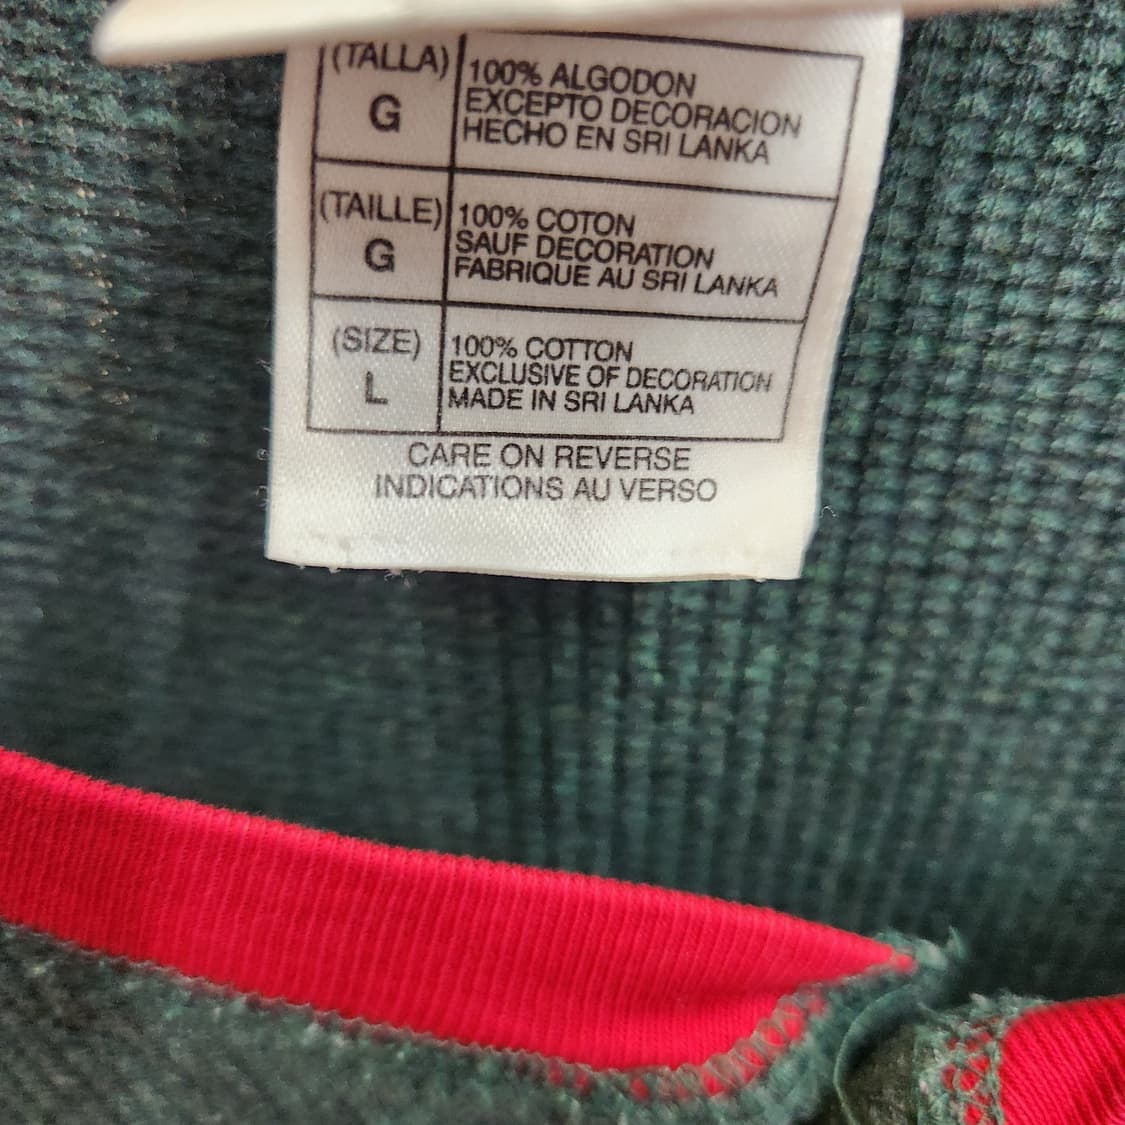 (TALLA)
G
100% ALGODON
EXCEPTO DECORACION
HECHO EN SRI LANKA
(TAILLE)
G
100% COTON
SAUF DECORATION
FABRIQUE AU SRI LANKA
(SIZE)
L
100% COTTON
EXCLUSIVE OF DECORATION
MADE IN SRI LANKA
CARE ON REVERSE
INDICATIONS AU VERSO